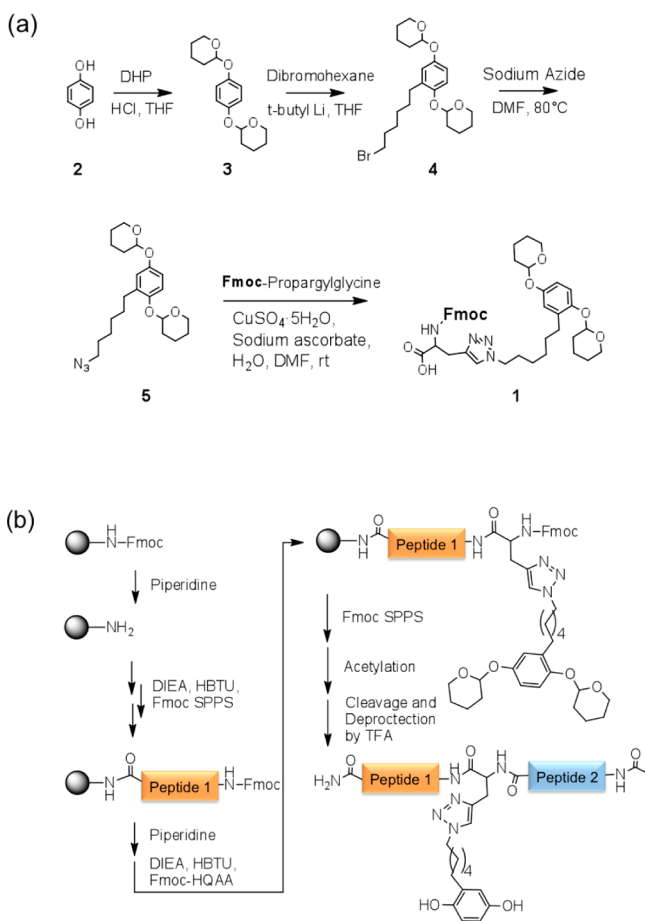 (a)
OH
OH
2
DHP
HCl, THF
O
O
O
O
3
Dibromohexane
t-butyl Li, THF
O
O
O
O
Br
4
Sodium Azide
DMF, 80°C
O
O
O
O
N3
5
Fmoc-Propargylglycine
CuSO4·5H2O,
Sodium ascorbate,
H2O, DMF, rt
O
O
O
O
H
N
Fmoc
O
OH
N=N
N
1
(b)
H
N-Fmoc
Piperidine
NH2
DIEA, HBTU,
Fmoc SPPS
O
N
H
Peptide 1
H
N-Fmoc
Piperidine
DIEA, HBTU,
Fmoc-HQAA
O
N
H
Peptide 1
N
H
O
H
N
Fmoc
N
N
N
4
O
O
O
O
Fmoc SPPS
Acetylation
Cleavage and
Deproctection
by TFA
H2N
O
Peptide 1
N
H
O
H
N
O
Peptide 2
N
H
O
N=N
N
4
HO
OH